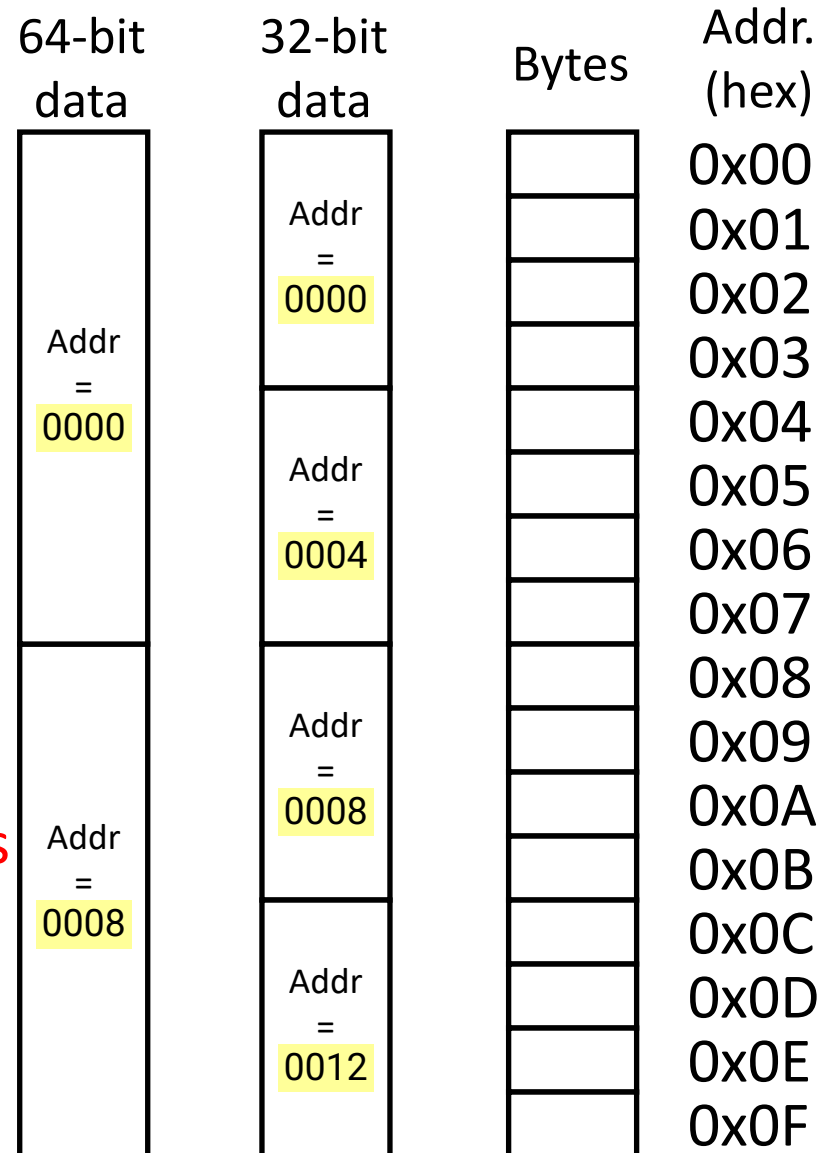 64-bit
data
32-bit
data
Bytes
Addr.
(hex)
Addr
=
0000
Addr
=
0008
Addr
=
0000
Addr
=
0004
Addr
=
0008
Addr
=
0012
0x00
0x01
0x02
0x03
0x04
0x05
0x06
0x07
0x08
0x09
0x0A
0x0B
0x0C
0x0D
0x0E
0x0F